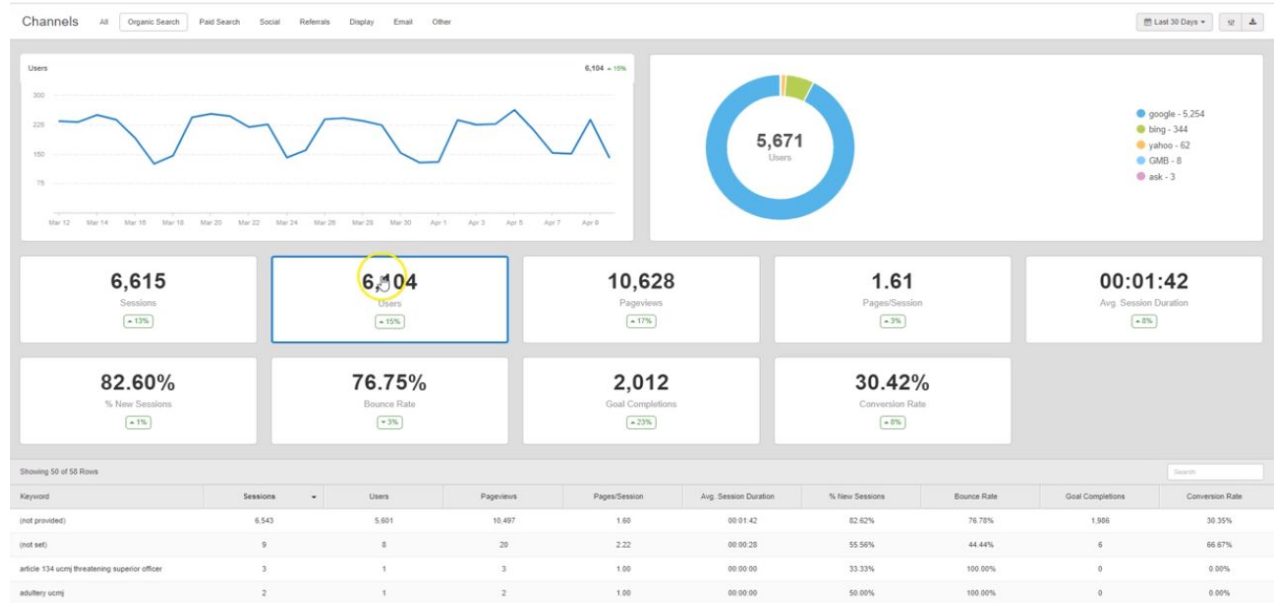 Channels All Organic Search Paid Search Social Referrals Display Email Other Last 30 Days
Users 6,104 15%
300
225
150
75
Mar 12 Mar 14 Mar 16 Mar 18 Mar 20 Mar 22 Mar 24 Mar 26 Mar 28 Mar 30 Apr 1 Apr 3 Apr 5 Apr 7 Apr 9
5,671
Users
google - 5,254
bing - 344
yahoo - 62
GMB - 8
ask - 3
6,615
Sessions
13%
6,104
Users
15%
10,628
Pageviews
17%
1.61
Pages/Session
3%
00:01:42
Avg. Session Duration
8%
82.60%
% New Sessions
1%
76.75%
Bounce Rate
3%
2,012
Goal Completions
23%
30.42%
Conversion Rate
8%
Showing 50 of 58 Rows Search
Keyword Sessions Users Pageviews Pages/Session Avg. Session Duration % New Sessions Bounce Rate Goal Completions Conversion Rate
(not provided) 6,543 5,601 10,497 1.60 00:01:42 82.62% 76.78% 1,986 30.35%
(not set) 9 8 20 2.22 00:00:28 55.56% 44.44% 6 66.67%
article 134 ucmj threatening superior officer 3 1 3 1.00 00:00:00 33.33% 100.00% 0 0.00%
adultery ucmj 2 1 2 1.00 00:00:00 50.00% 100.00% 0 0.00%